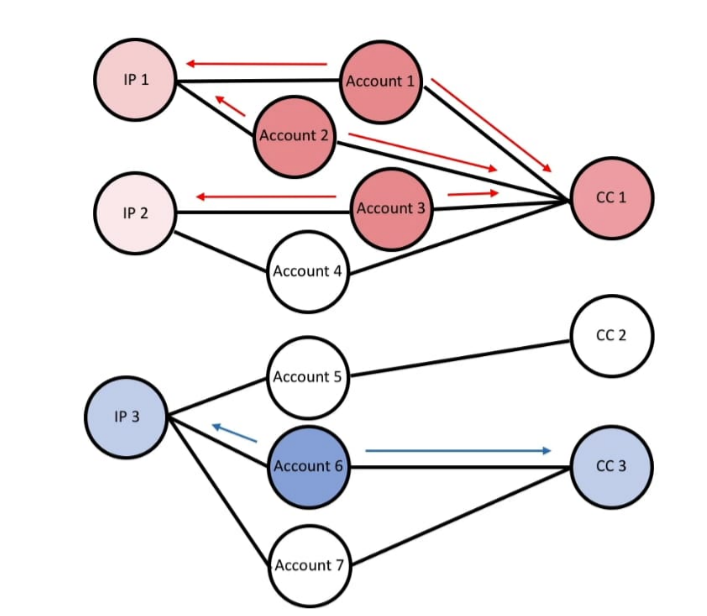 IP 1
Account 1
Account 2
IP 2
Account 3
CC 1
Account 4
CC 2
Account 5
IP 3
Account 6
CC 3
Account 7